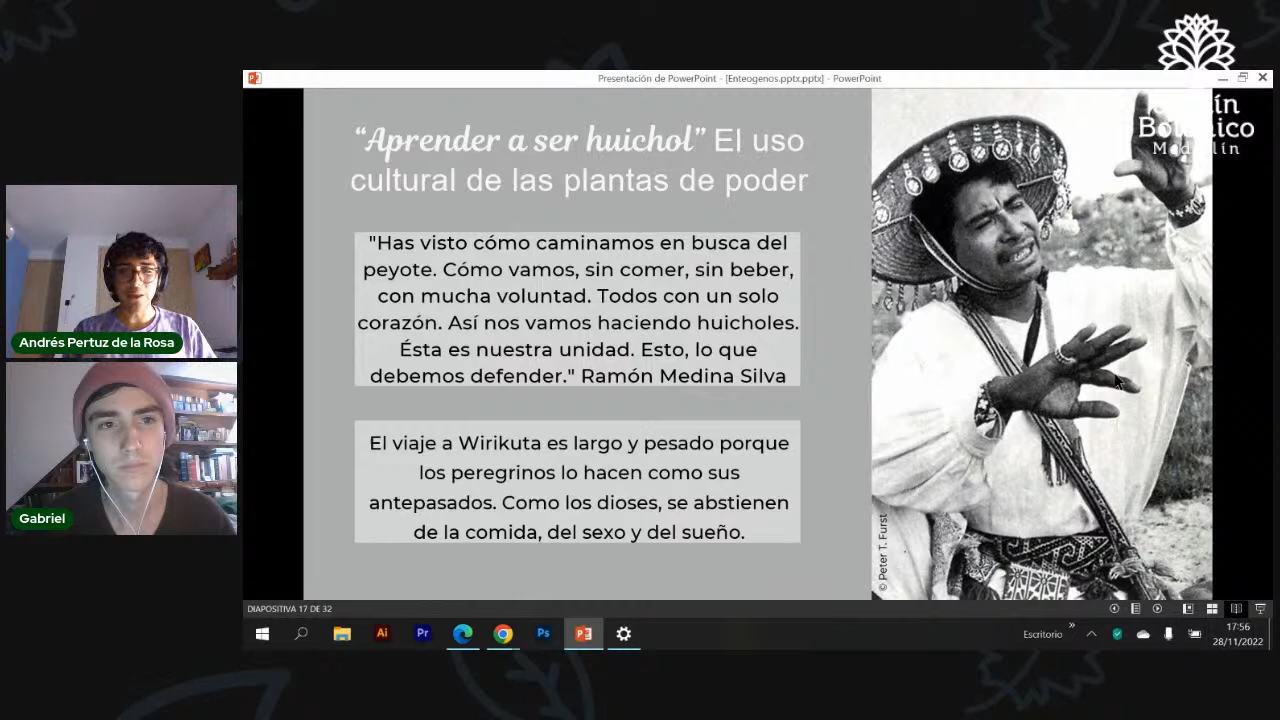 Presentación de PowerPoint - [Enteogenos.pptx.pptx] - PowerPoint
Botánico
Medellín
“Aprender a ser huichol” El uso
cultural de las plantas de poder
"Has visto cómo caminamos en busca del
peyote. Cómo vamos, sin comer, sin beber,
con mucha voluntad. Todos con un solo
corazón. Así nos vamos haciendo huicholes.
Ésta es nuestra unidad. Esto, lo que
debemos defender." Ramón Medina Silva
El viaje a Wirikuta es largo y pesado porque
los peregrinos lo hacen como sus
antepasados. Como los dioses, se abstienen
de la comida, del sexo y del sueño.
© Peter T. Furst
Andrés Pertuz de la Rosa
Gabriel
DIAPOSITIVA 17 DE 32
Ai
Pr
Ps
Escritorio
17:56
28/11/2022